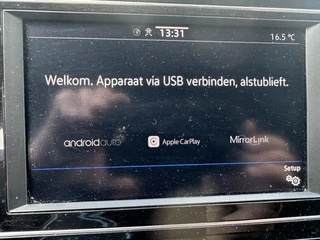 13:31
16.5 °C
Welkom. Apparaat via USB verbinden, alstublieft.
androidauto
Apple CarPlay
MirrorLink
Setup